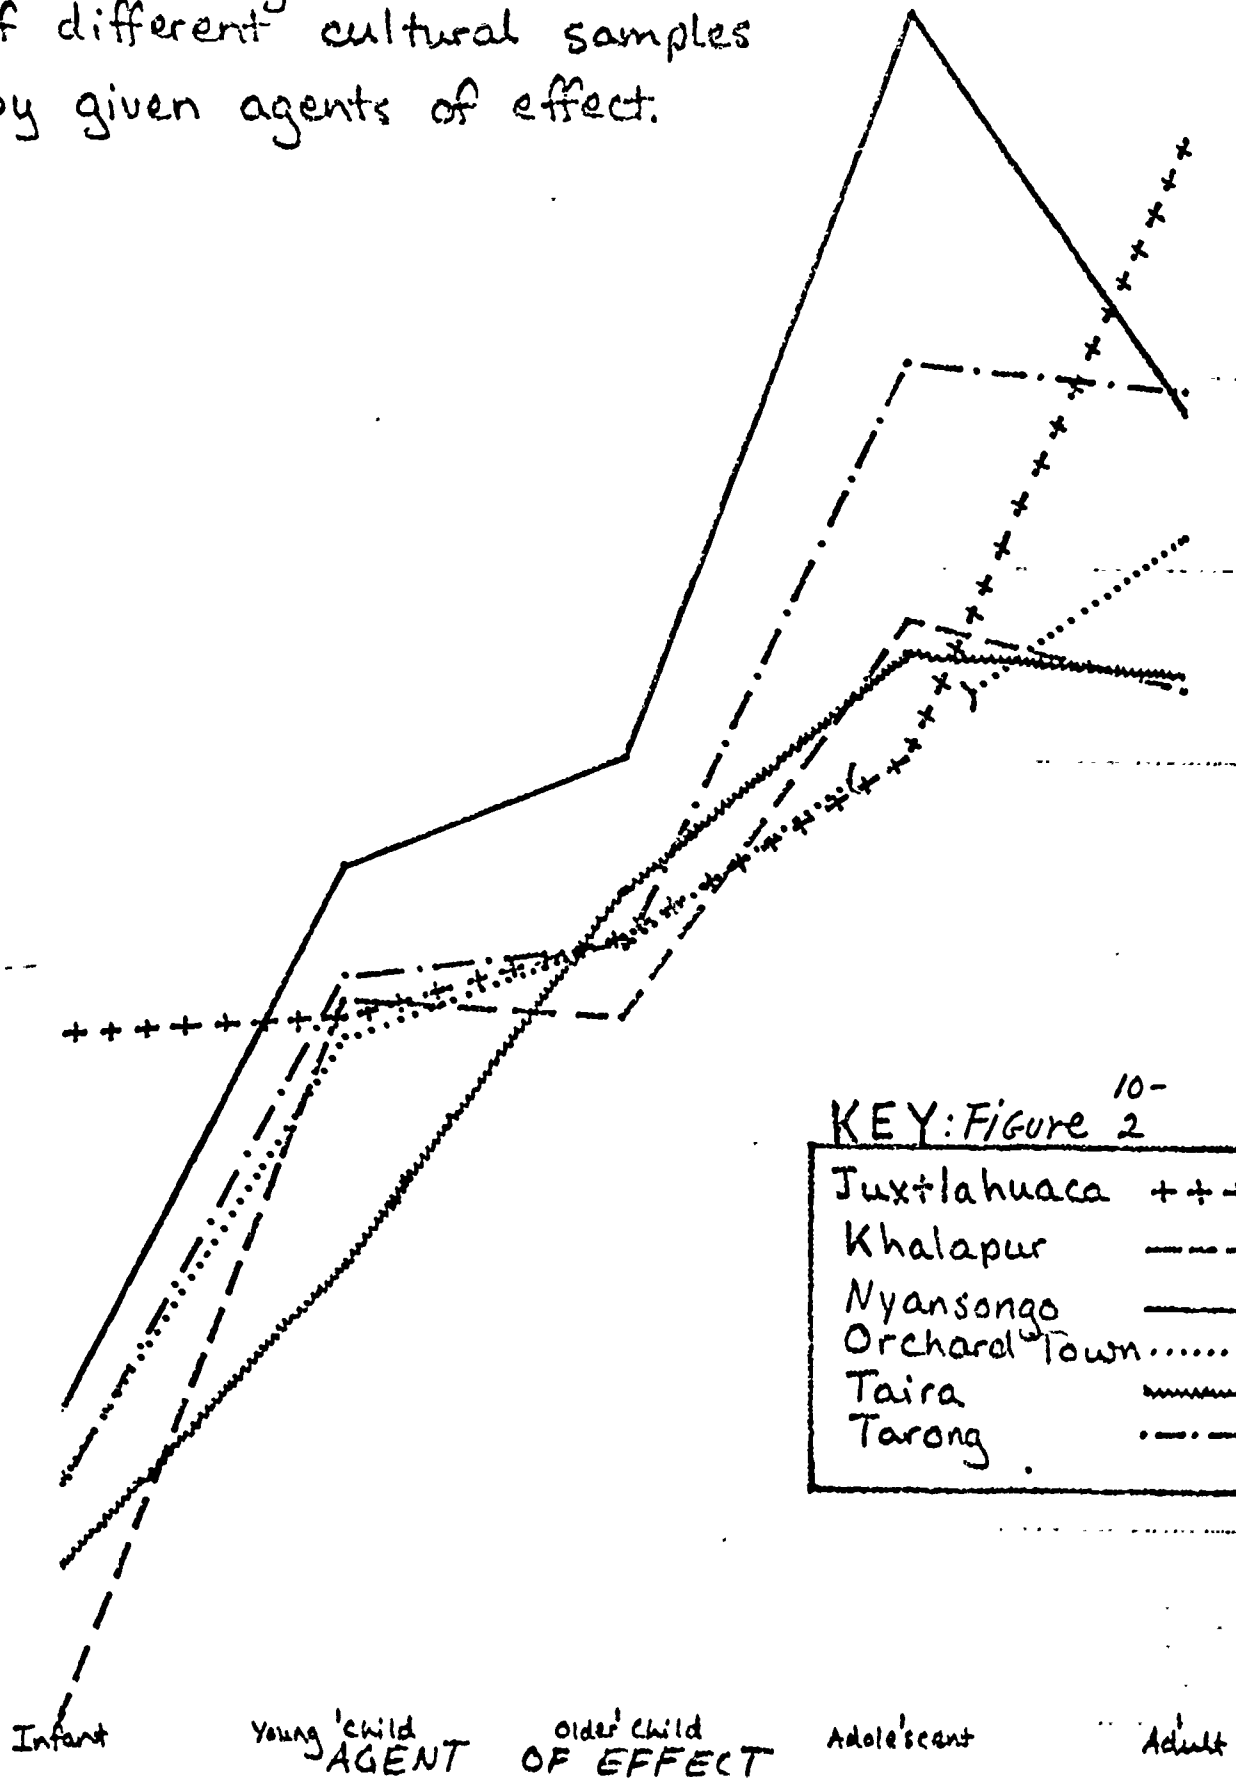 f different cultural samples
by given agents of effect.
KEY: Figure 10-2
Juxtlahuaca
Khalapur
Nyansongo
Orchard Town
Taira
Tarong
Infant Young Child Older Child Adolescent Adult
AGENT OF EFFECT